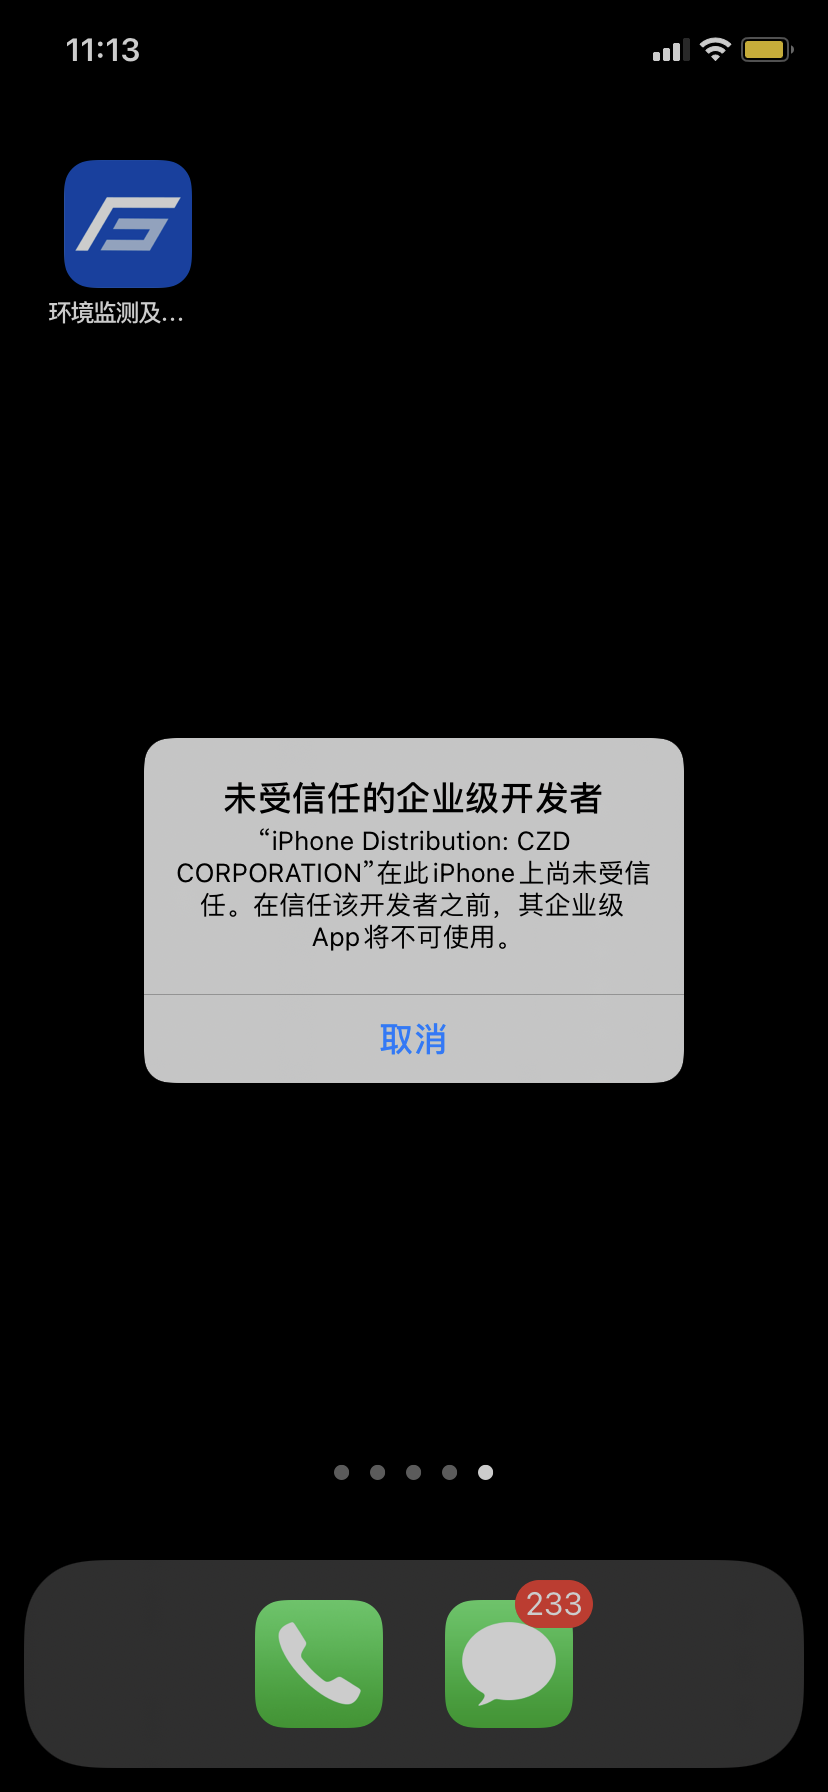 11:13
环境监测及...
未受信任的企业级开发者
“iPhone Distribution: CZD
CORPORATION”在此iPhone上尚未受信
任。在信任该开发者之前，其企业级
App将不可使用。
取消
233